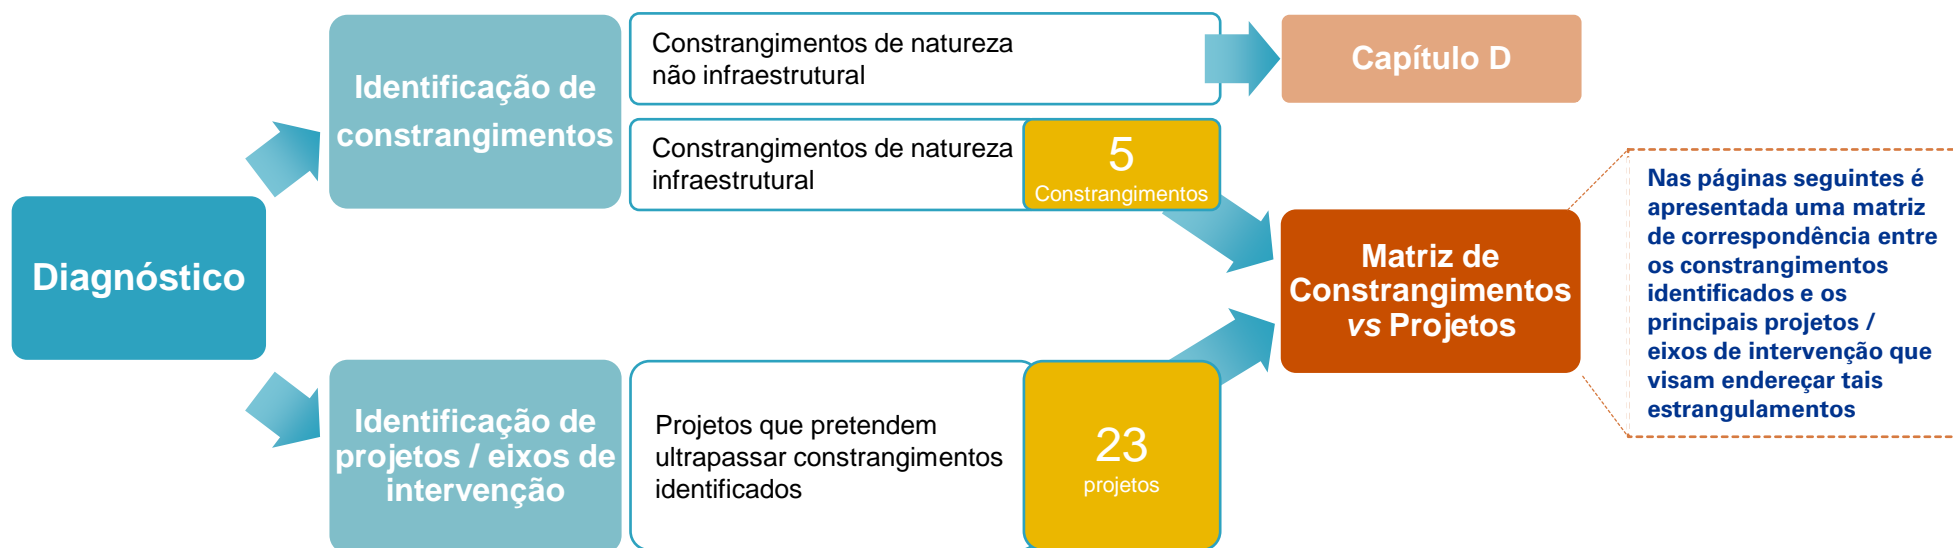 Diagnóstico
Identificação de
constrangimentos
Constrangimentos de natureza
não infraestrutural
Capítulo D
Constrangimentos de natureza
infraestrutural
5
Constrangimentos
Identificação de
projetos / eixos de
intervenção
Projetos que pretendem
ultrapassar constrangimentos
identificados
23
projetos
Matriz de
Constrangimentos
vs Projetos
Nas páginas seguintes é
apresentada uma matriz
de correspondência entre
os constrangimentos
identificados e os
principais projetos /
eixos de intervenção que
visam endereçar tais
estrangulamentos